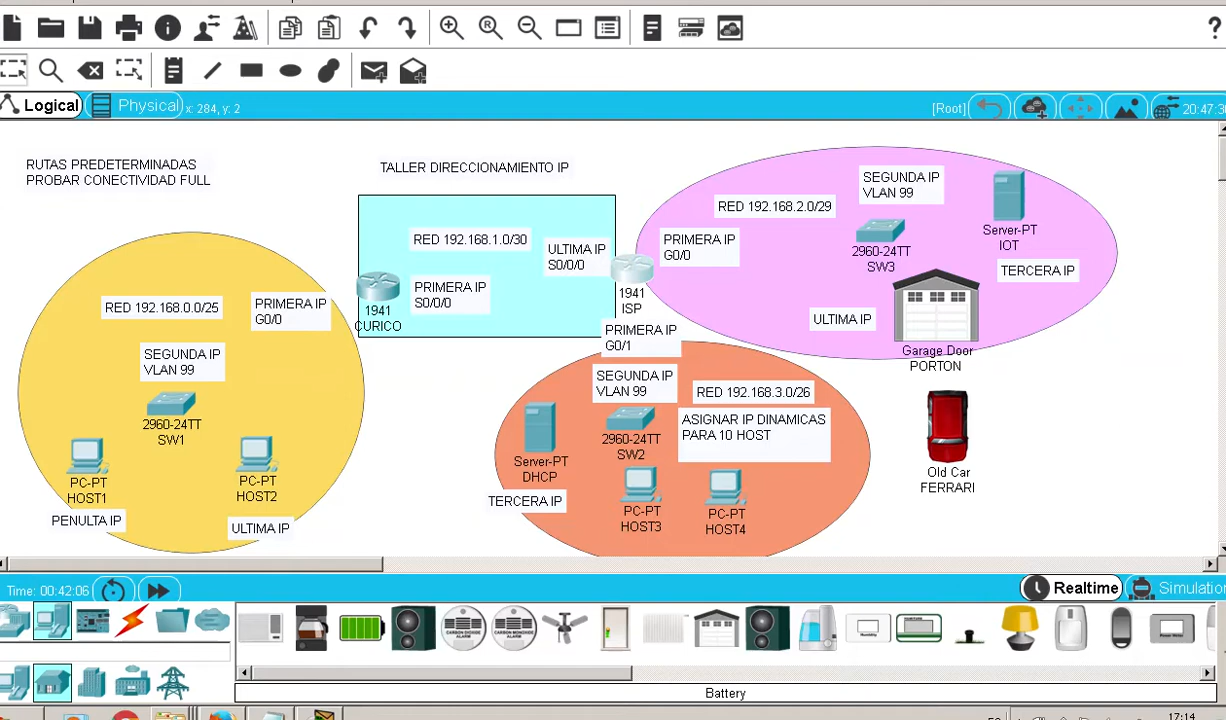 ?
Logical
Physical
x: 284, y: 2
[Root]
20:47:3
RUTAS PREDETERMINADAS
PROBAR CONECTIVIDAD FULL
TALLER DIRECCIONAMIENTO IP
RED 192.168.1.0/30
ULTIMA IP
S0/0/0
PRIMERA IP
S0/0/0
1941
CURICO
1941
ISP
RED 192.168.2.0/29
SEGUNDA IP
VLAN 99
PRIMERA IP
G0/0
2960-24TT
SW3
Server-PT
IOT
TERCERA IP
ULTIMA IP
Garage Door
PORTON
Old Car
FERRARI
RED 192.168.0.0/25
PRIMERA IP
G0/0
SEGUNDA IP
VLAN 99
2960-24TT
SW1
PC-PT
HOST1
PENULTA IP
PC-PT
HOST2
ULTIMA IP
PRIMERA IP
G0/1
SEGUNDA IP
VLAN 99
RED 192.168.3.0/26
ASIGNAR IP DINAMICAS
PARA 10 HOST
2960-24TT
SW2
Server-PT
DHCP
TERCERA IP
PC-PT
HOST3
PC-PT
HOST4
Time: 00:42:06
Realtime
Simulation
CARBON DIOXIDE
ALARM
CARBON MONOXIDE
ALARM
Battery
17:14